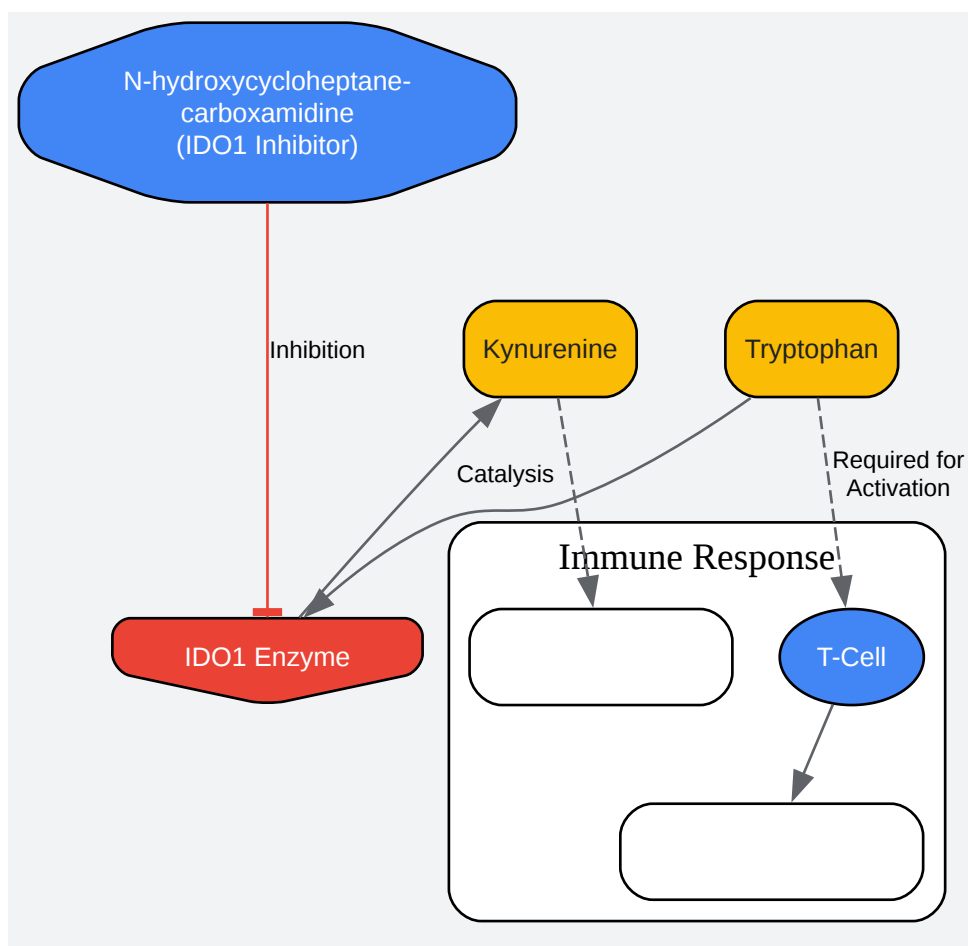 N-hydroxycycloheptane-
carboxamidine
(IDO1 Inhibitor)
Inhibition
Kynurenine
Tryptophan
Catalysis
Required for
Activation
Immune Response
IDO1 Enzyme
T-Cell